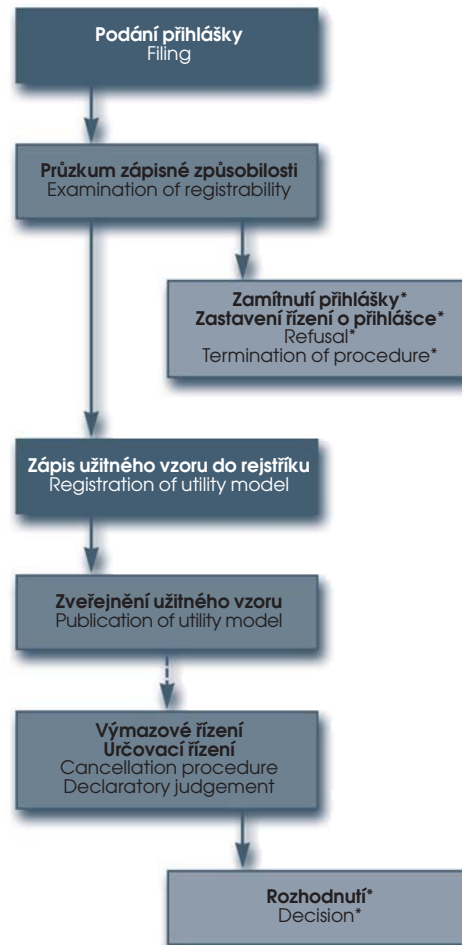 Podání přihlášky
Filing
Průzkum zápisné způsobilosti
Examination of registrability
Zamítnutí přihlášky*
Zastavení řízení o přihlášce*
Refusal*
Termination of procedure*
Zápis užitného vzoru do rejstříku
Registration of utility model
Zveřejnění užitného vzoru
Publication of utility model
Výmazové řízení
Určovací řízení
Cancellation procedure
Declaratory judgement
Rozhodnutí*
Decision*